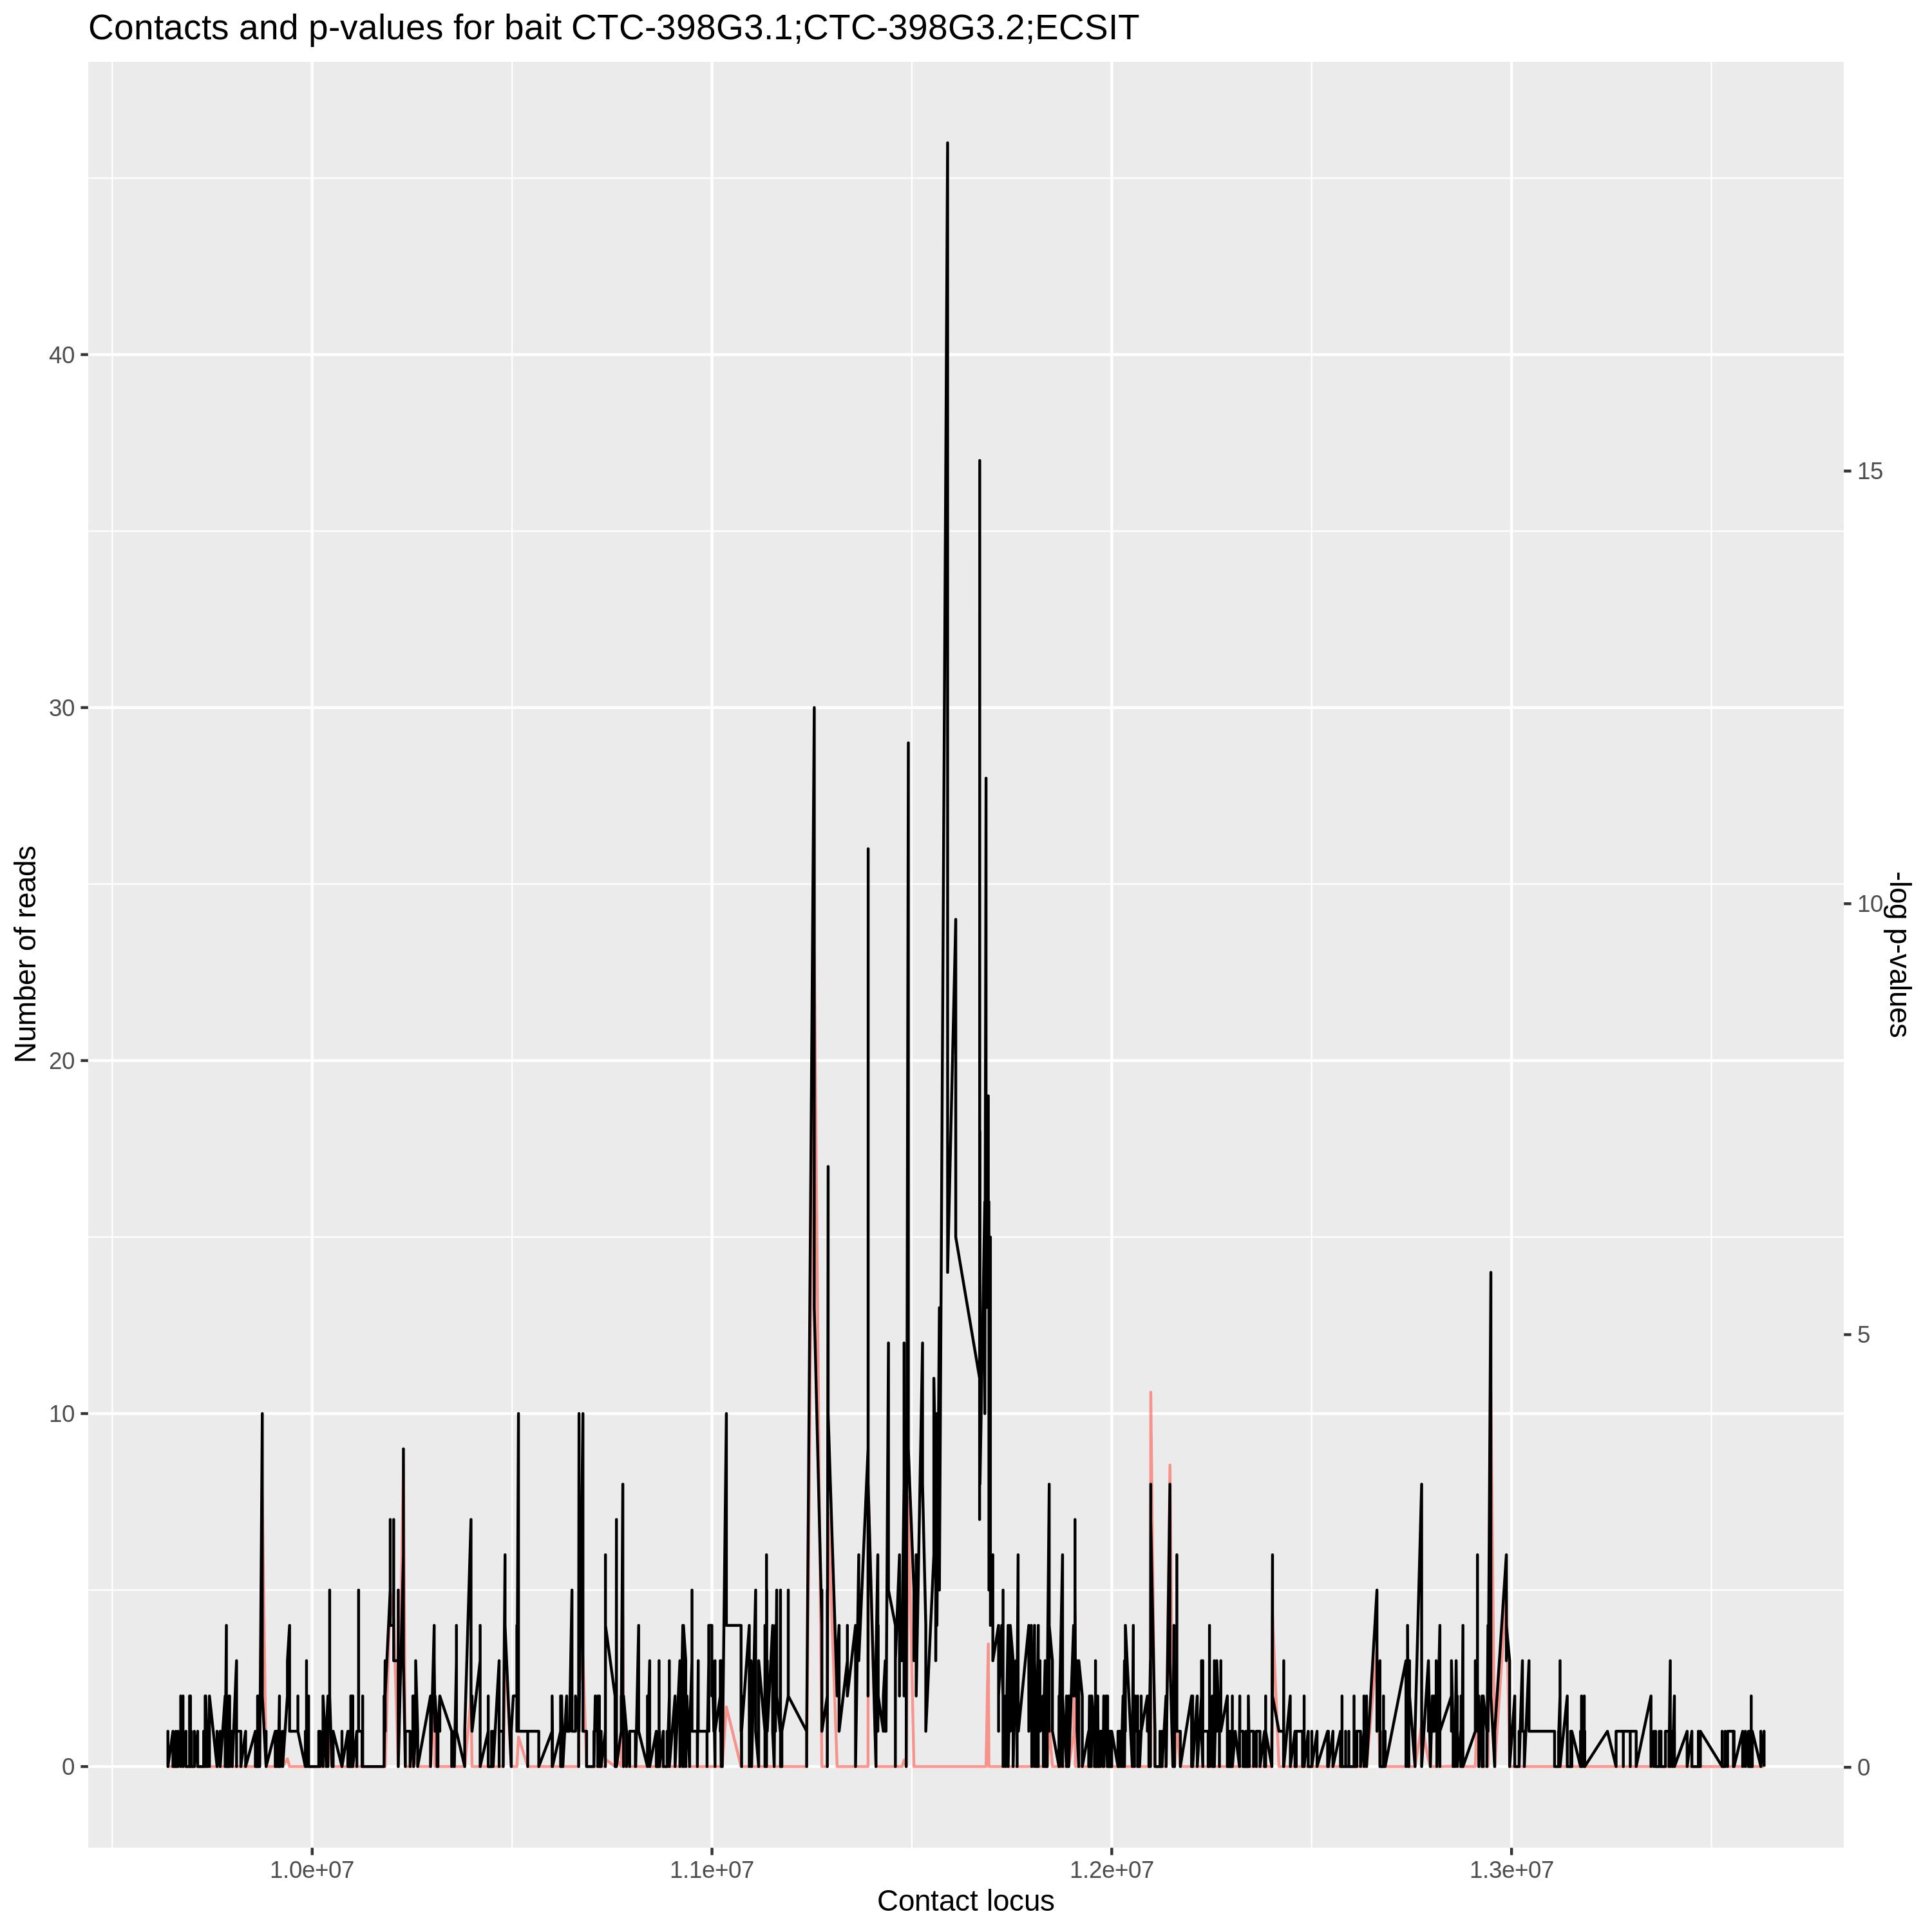 Contacts and p-values for bait CTC-398G3.1;CTC-398G3.2;ECSIT
Number of reads
40
30
20
10
0
15
10
5
0
-log p-values
1.0e+07
1.1e+07
1.2e+07
1.3e+07
Contact locus